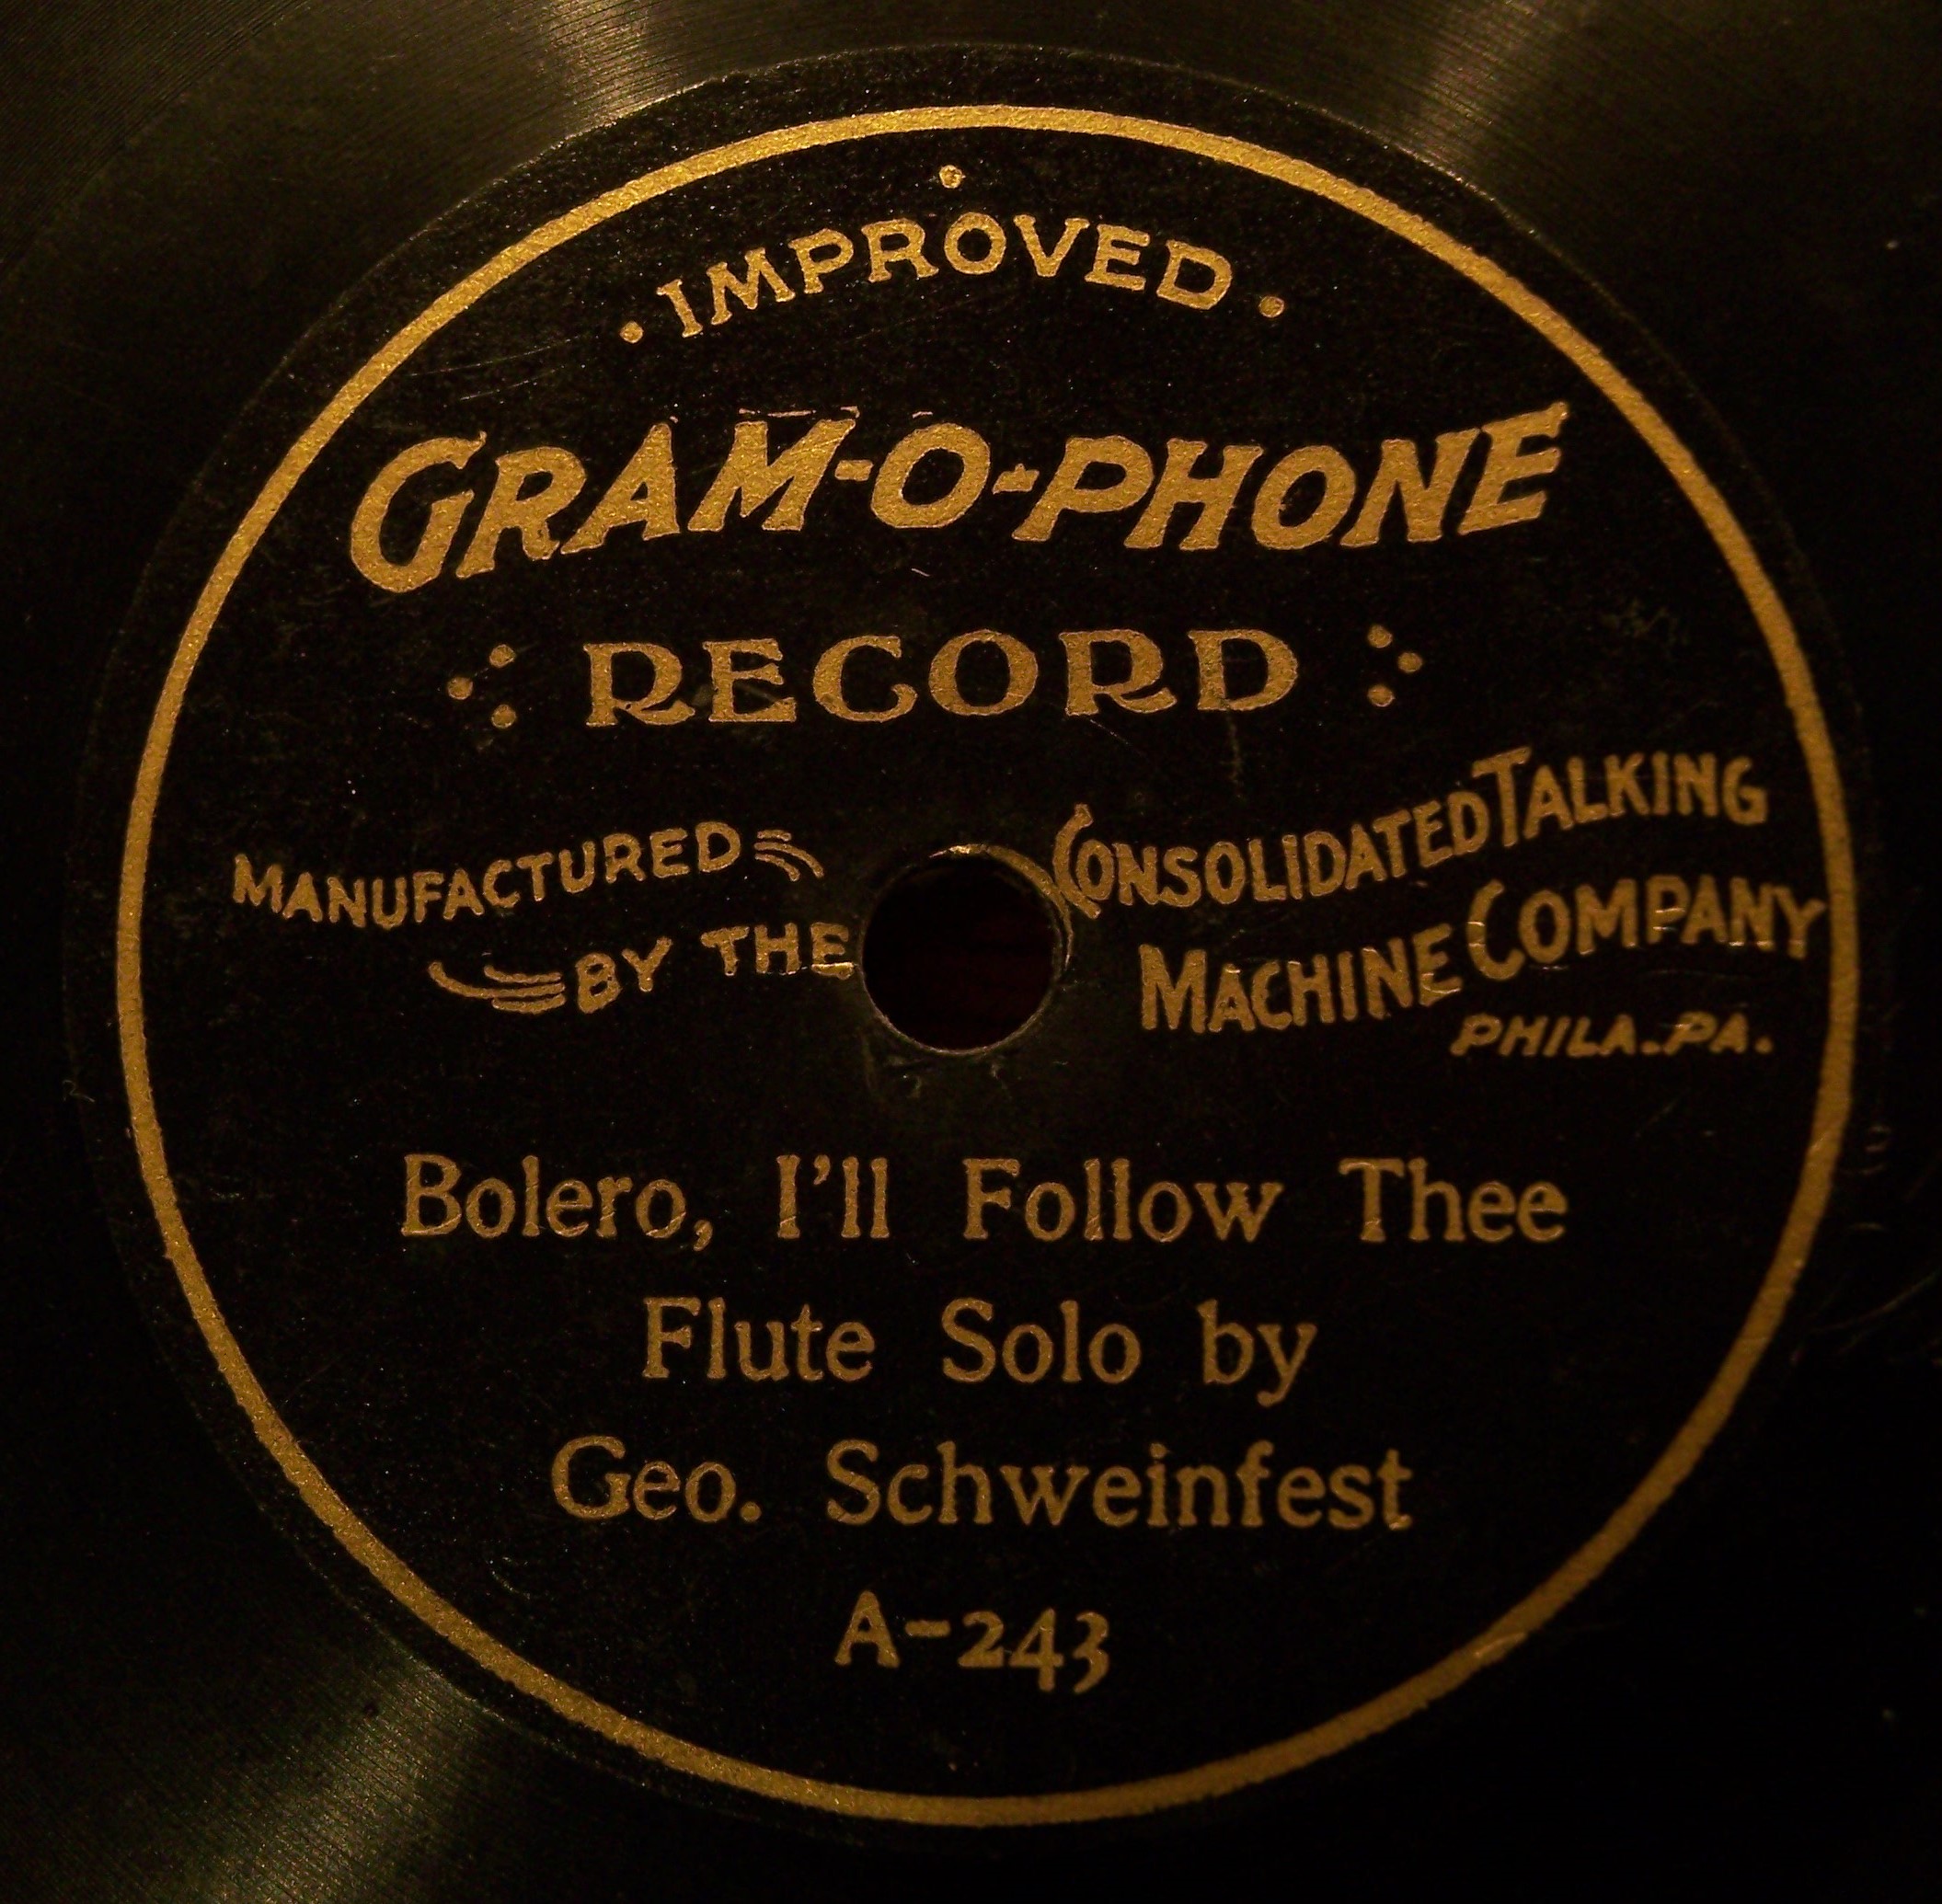 IMPROVED
GRAM-O-PHONE
RECORD
MANUFACTURED
BY THE
CONSOLIDATED TALKING
MACHINE COMPANY
PHILA. PA.
Bolero, I'll Follow Thee
Flute Solo by
Geo. Schweinfest
A-243